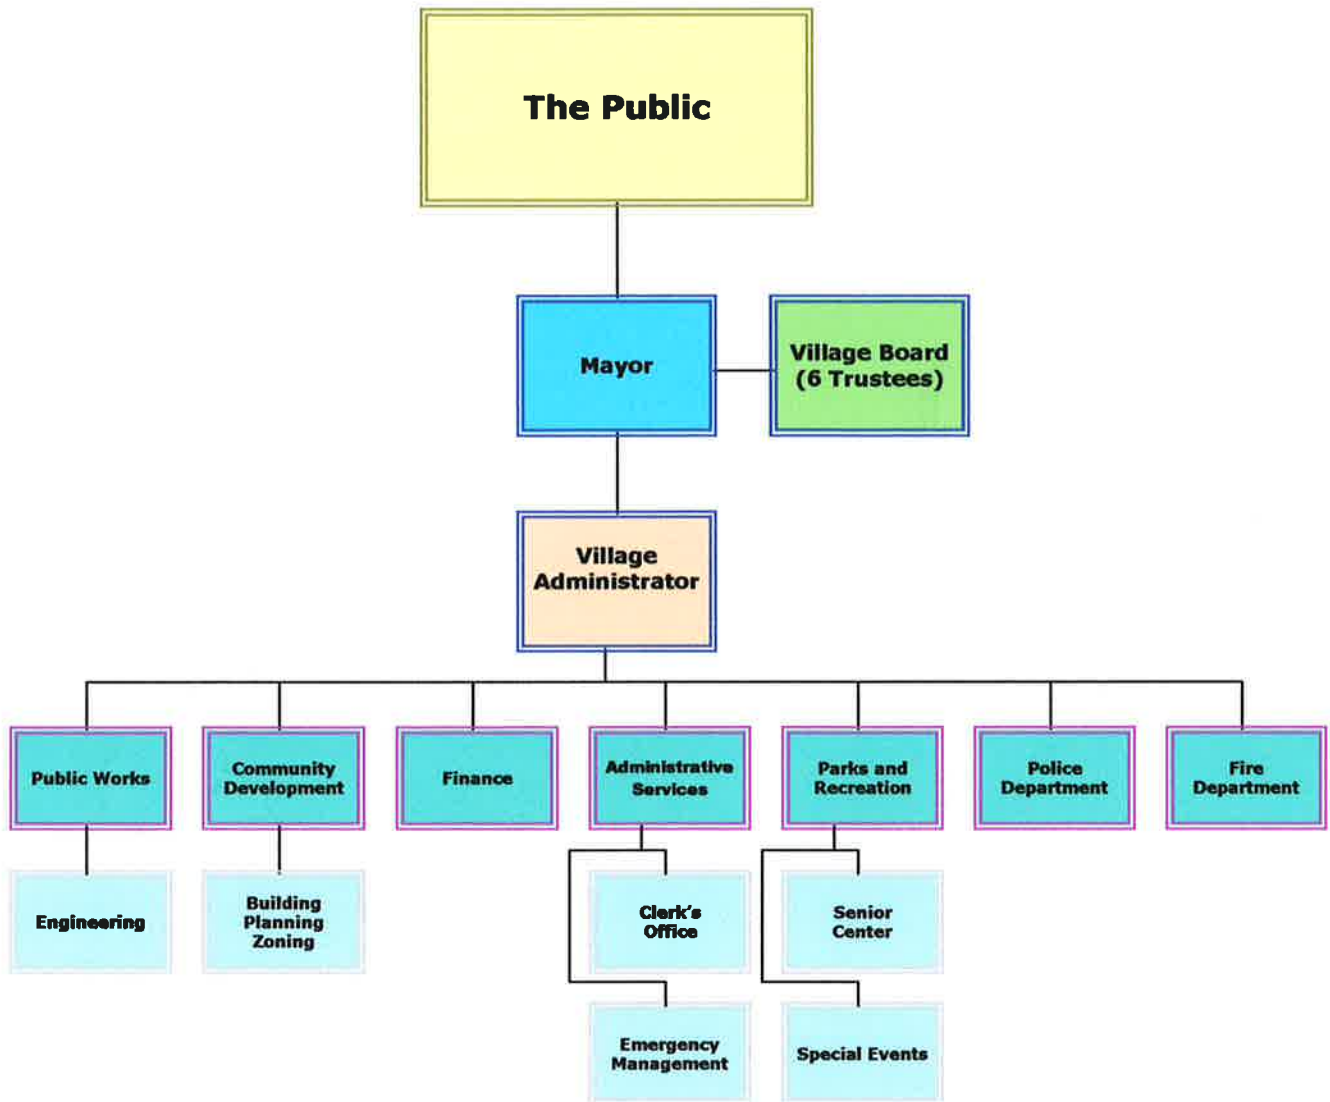 The Public
Mayor
Village Board
(6 Trustees)
Village
Administrator
Public Works
Community
Development
Finance
Administrative
Services
Parks and
Recreation
Police
Department
Fire
Department
Engineering
Building
Planning
Zoning
Clerk's
Office
Senior
Center
Emergency
Management
Special Events